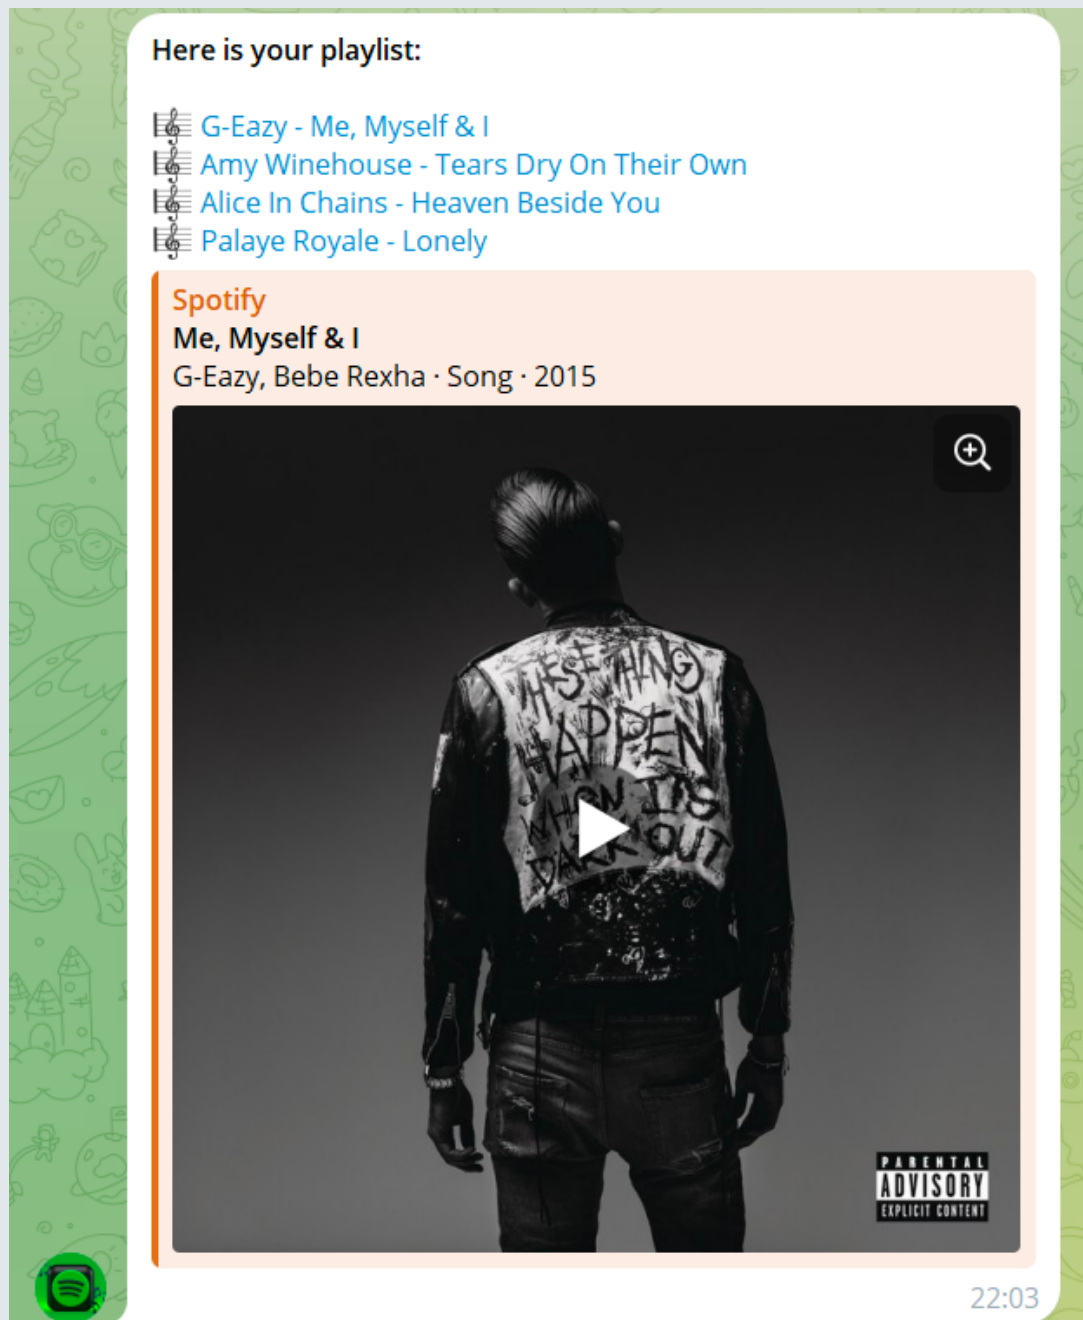 Here is your playlist:
G-Eazy - Me, Myself & I
Amy Winehouse - Tears Dry On Their Own
Alice In Chains - Heaven Beside You
Palaye Royale - Lonely
Spotify
Me, Myself & I
G-Eazy, Bebe Rexha · Song · 2015
THESE THINGS
HAPPEN
WHEN ITS
DARK OUT
PARENTAL
ADVISORY
EXPLICIT CONTENT
22:03